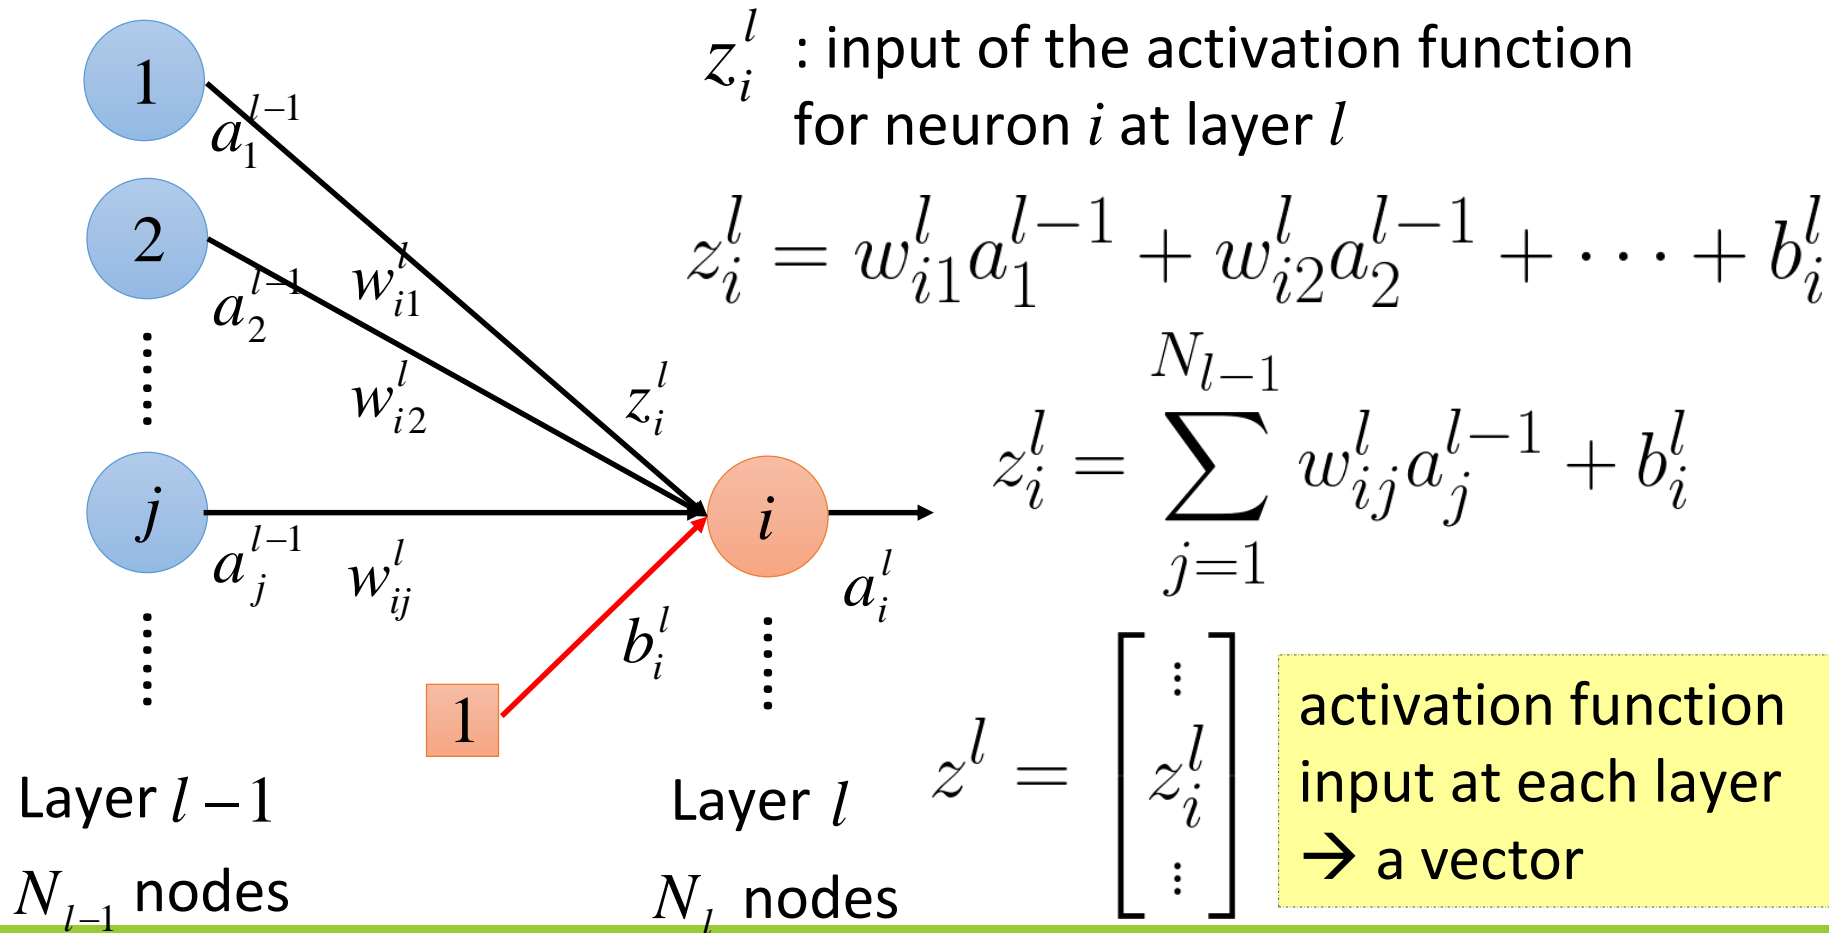 1
a_1^{l-1}
2
a_2^{l-1}
w_{i1}^l
w_{i2}^l
z_i^l
j
a_j^{l-1}
w_{ij}^l
i
a_i^l
b_i^l
1
Layer l − 1
N_{l-1} nodes
Layer l
N_l nodes
z_i^l : input of the activation function
for neuron i at layer l
z_i^l = w_{i1}^l a_1^{l-1} + w_{i2}^l a_2^{l-1} + ··· + b_i^l
z_i^l = \sum_{j=1}^{N_{l-1}} w_{ij}^l a_j^{l-1} + b_i^l
z^l = [⋮ z_i^l ⋮]
activation function
input at each layer
→ a vector